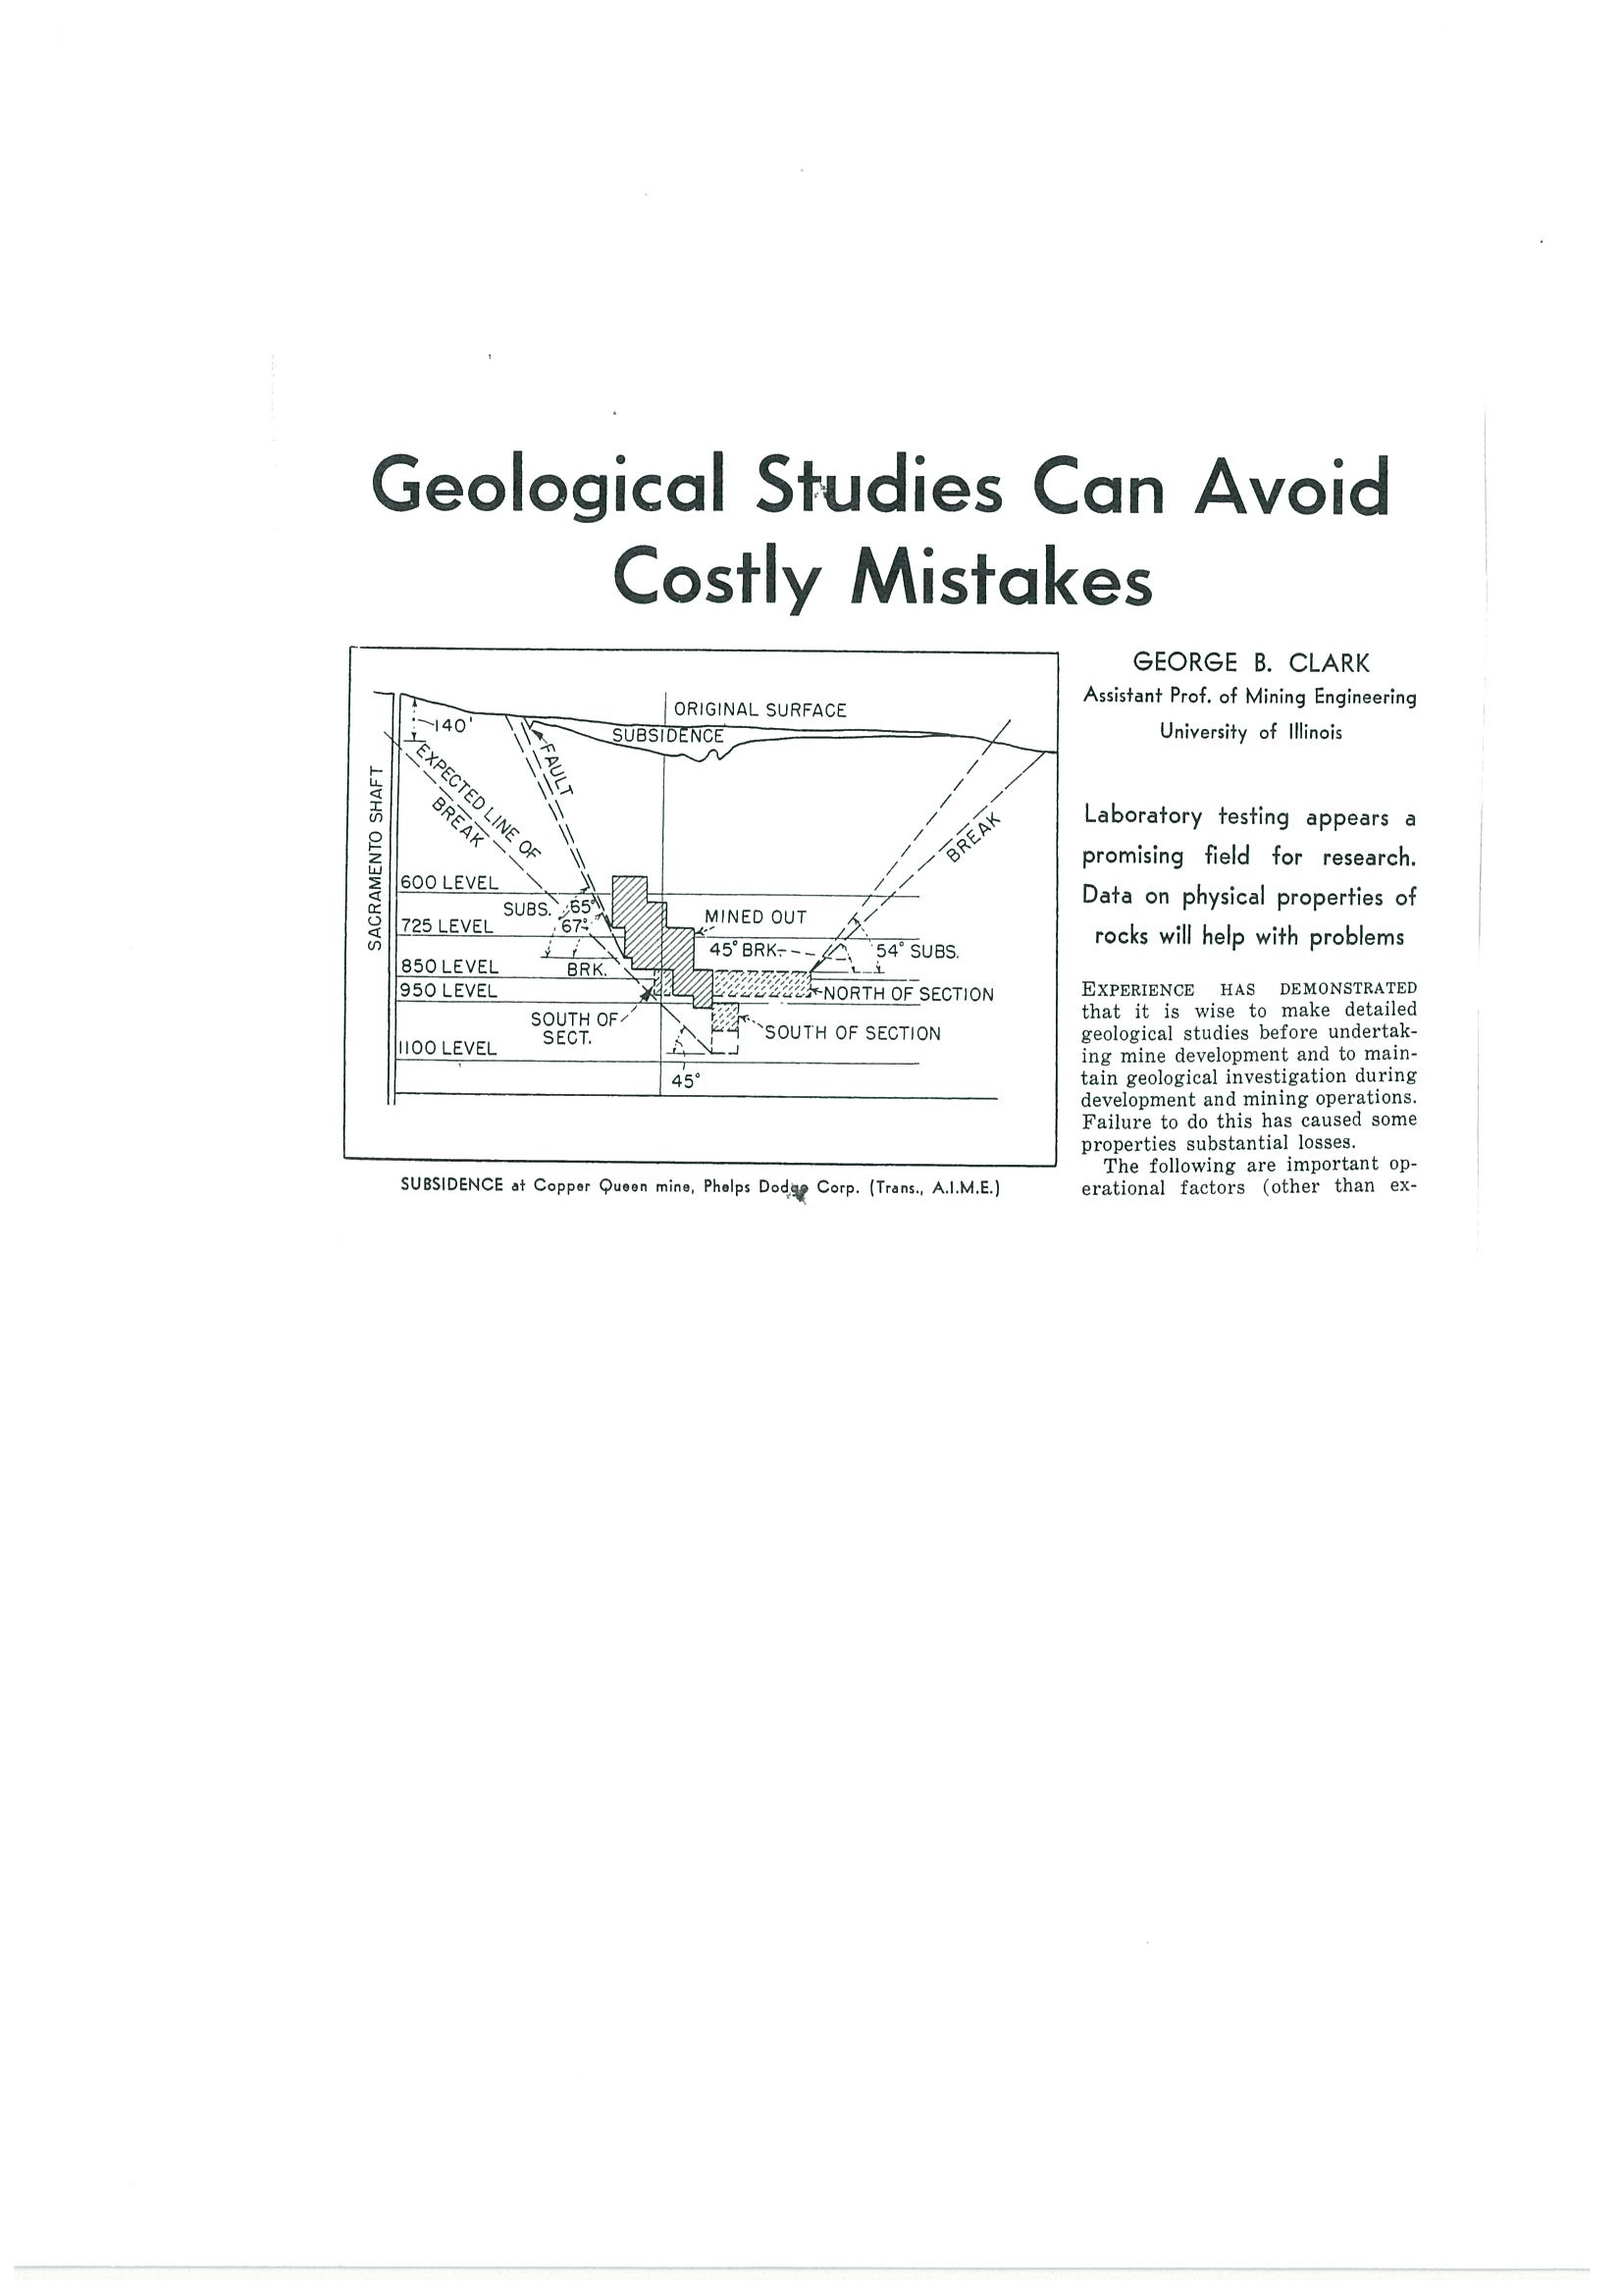 Geological Studies Can Avoid
Costly Mistakes
ORIGINAL SURFACE
SUBSIDENCE
140'
FAULT
EXPECTED LINE OF
BREAK
SACRAMENTO SHAFT
BREAK
600 LEVEL
SUBS.
65°
67°
725 LEVEL
MINED OUT
45° BRK.
54° SUBS.
850 LEVEL
BRK.
950 LEVEL
NORTH OF SECTION
SOUTH OF
SECT.
SOUTH OF SECTION
1100 LEVEL
45°
SUBSIDENCE at Copper Queen mine, Phelps Dodge Corp. (Trans., A.I.M.E.)
GEORGE B. CLARK
Assistant Prof. of Mining Engineering
University of Illinois
Laboratory testing appears a
promising field for research.
Data on physical properties of
rocks will help with problems
EXPERIENCE HAS DEMONSTRATED
that it is wise to make detailed
geological studies before undertak-
ing mine development and to main-
tain geological investigation during
development and mining operations.
Failure to do this has caused some
properties substantial losses.
The following are important op-
erational factors (other than ex-